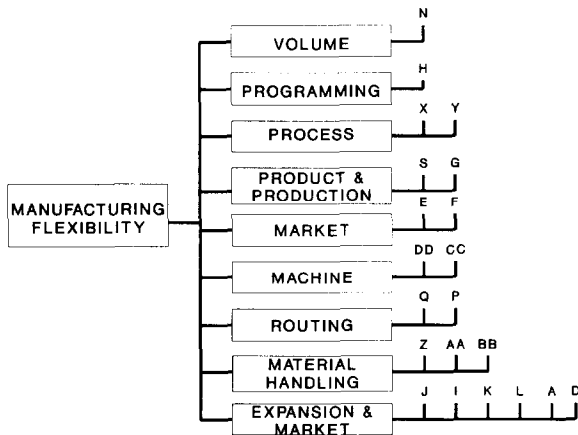 N
VOLUME
H
PROGRAMMING
X Y
PROCESS
S G
PRODUCT &
PRODUCTION
E F
MARKET
MANUFACTURING
FLEXIBILITY
DD CC
MACHINE
Q P
ROUTING
Z AA BB
MATERIAL
HANDLING
J I K L A D
EXPANSION &
MARKET